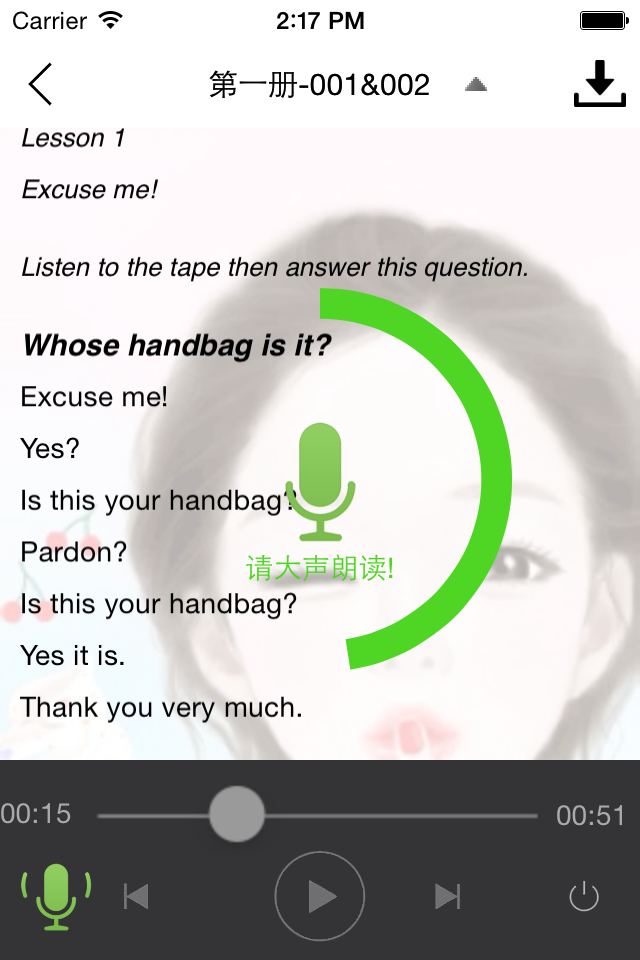 Carrier 2:17 PM
第一册-001&002
Lesson 1
Excuse me!
Listen to the tape then answer this question.
Whose handbag is it?
Excuse me!
Yes?
Is this your handbag?
Pardon?
请大声朗读!
Is this your handbag?
Yes it is.
Thank you very much.
00:15 00:51